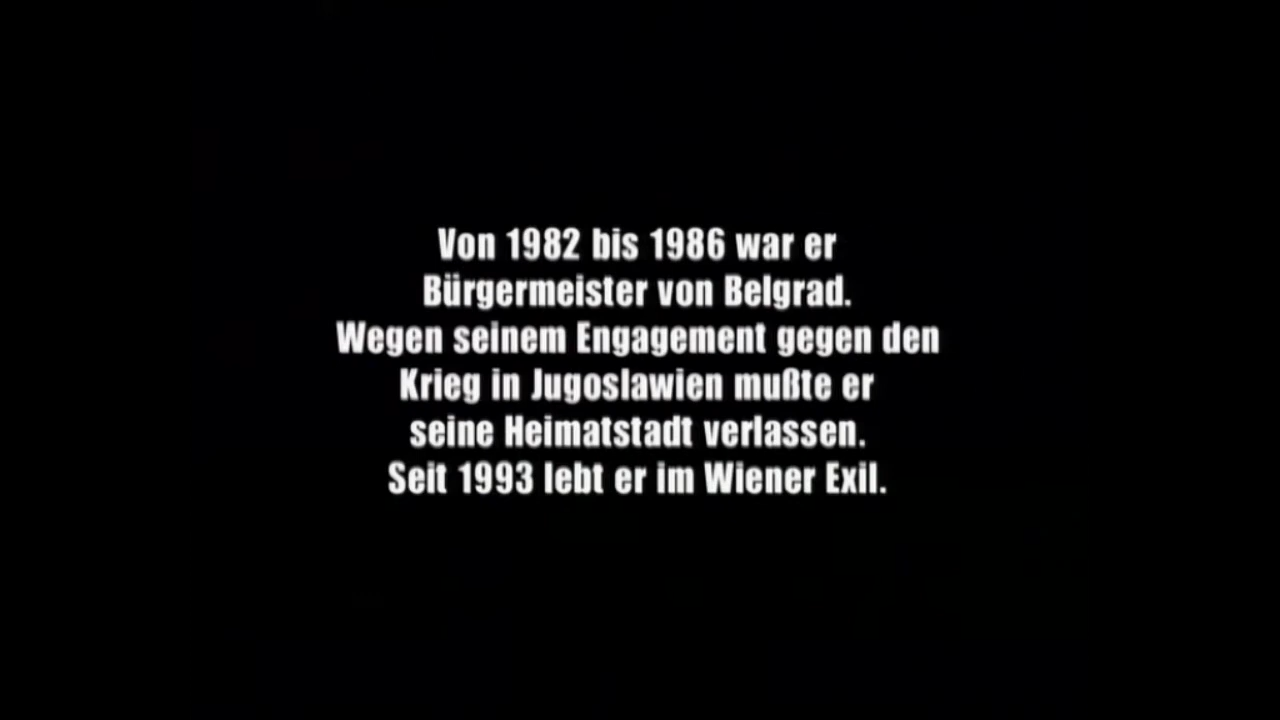 Von 1982 bis 1986 war er
Bürgermeister von Belgrad.
Wegen seinem Engagement gegen den
Krieg in Jugoslawien mußte er
seine Heimatstadt verlassen.
Seit 1993 lebt er im Wiener Exil.